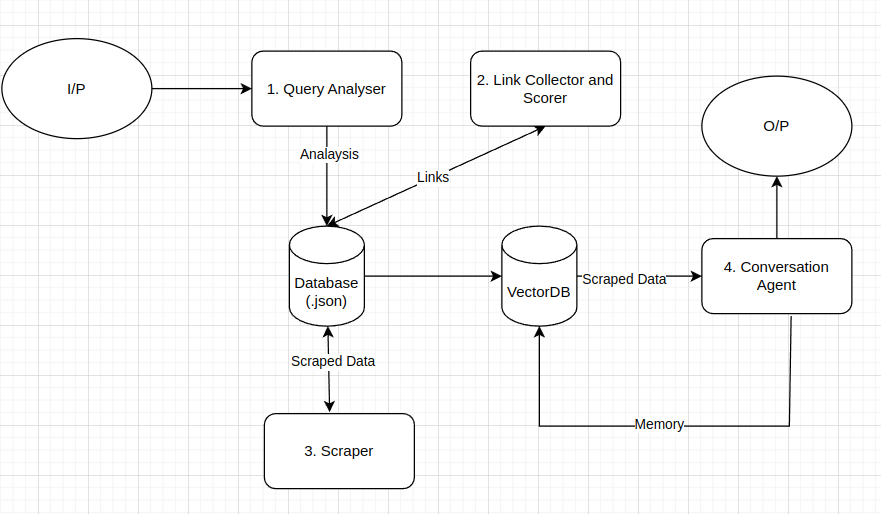 I/P
1. Query Analyser
2. Link Collector and
Scorer
O/P
Analaysis
Links
Database
(.json)
VectorDB
Scraped Data
4. Conversation
Agent
Scraped Data
Memory
3. Scraper